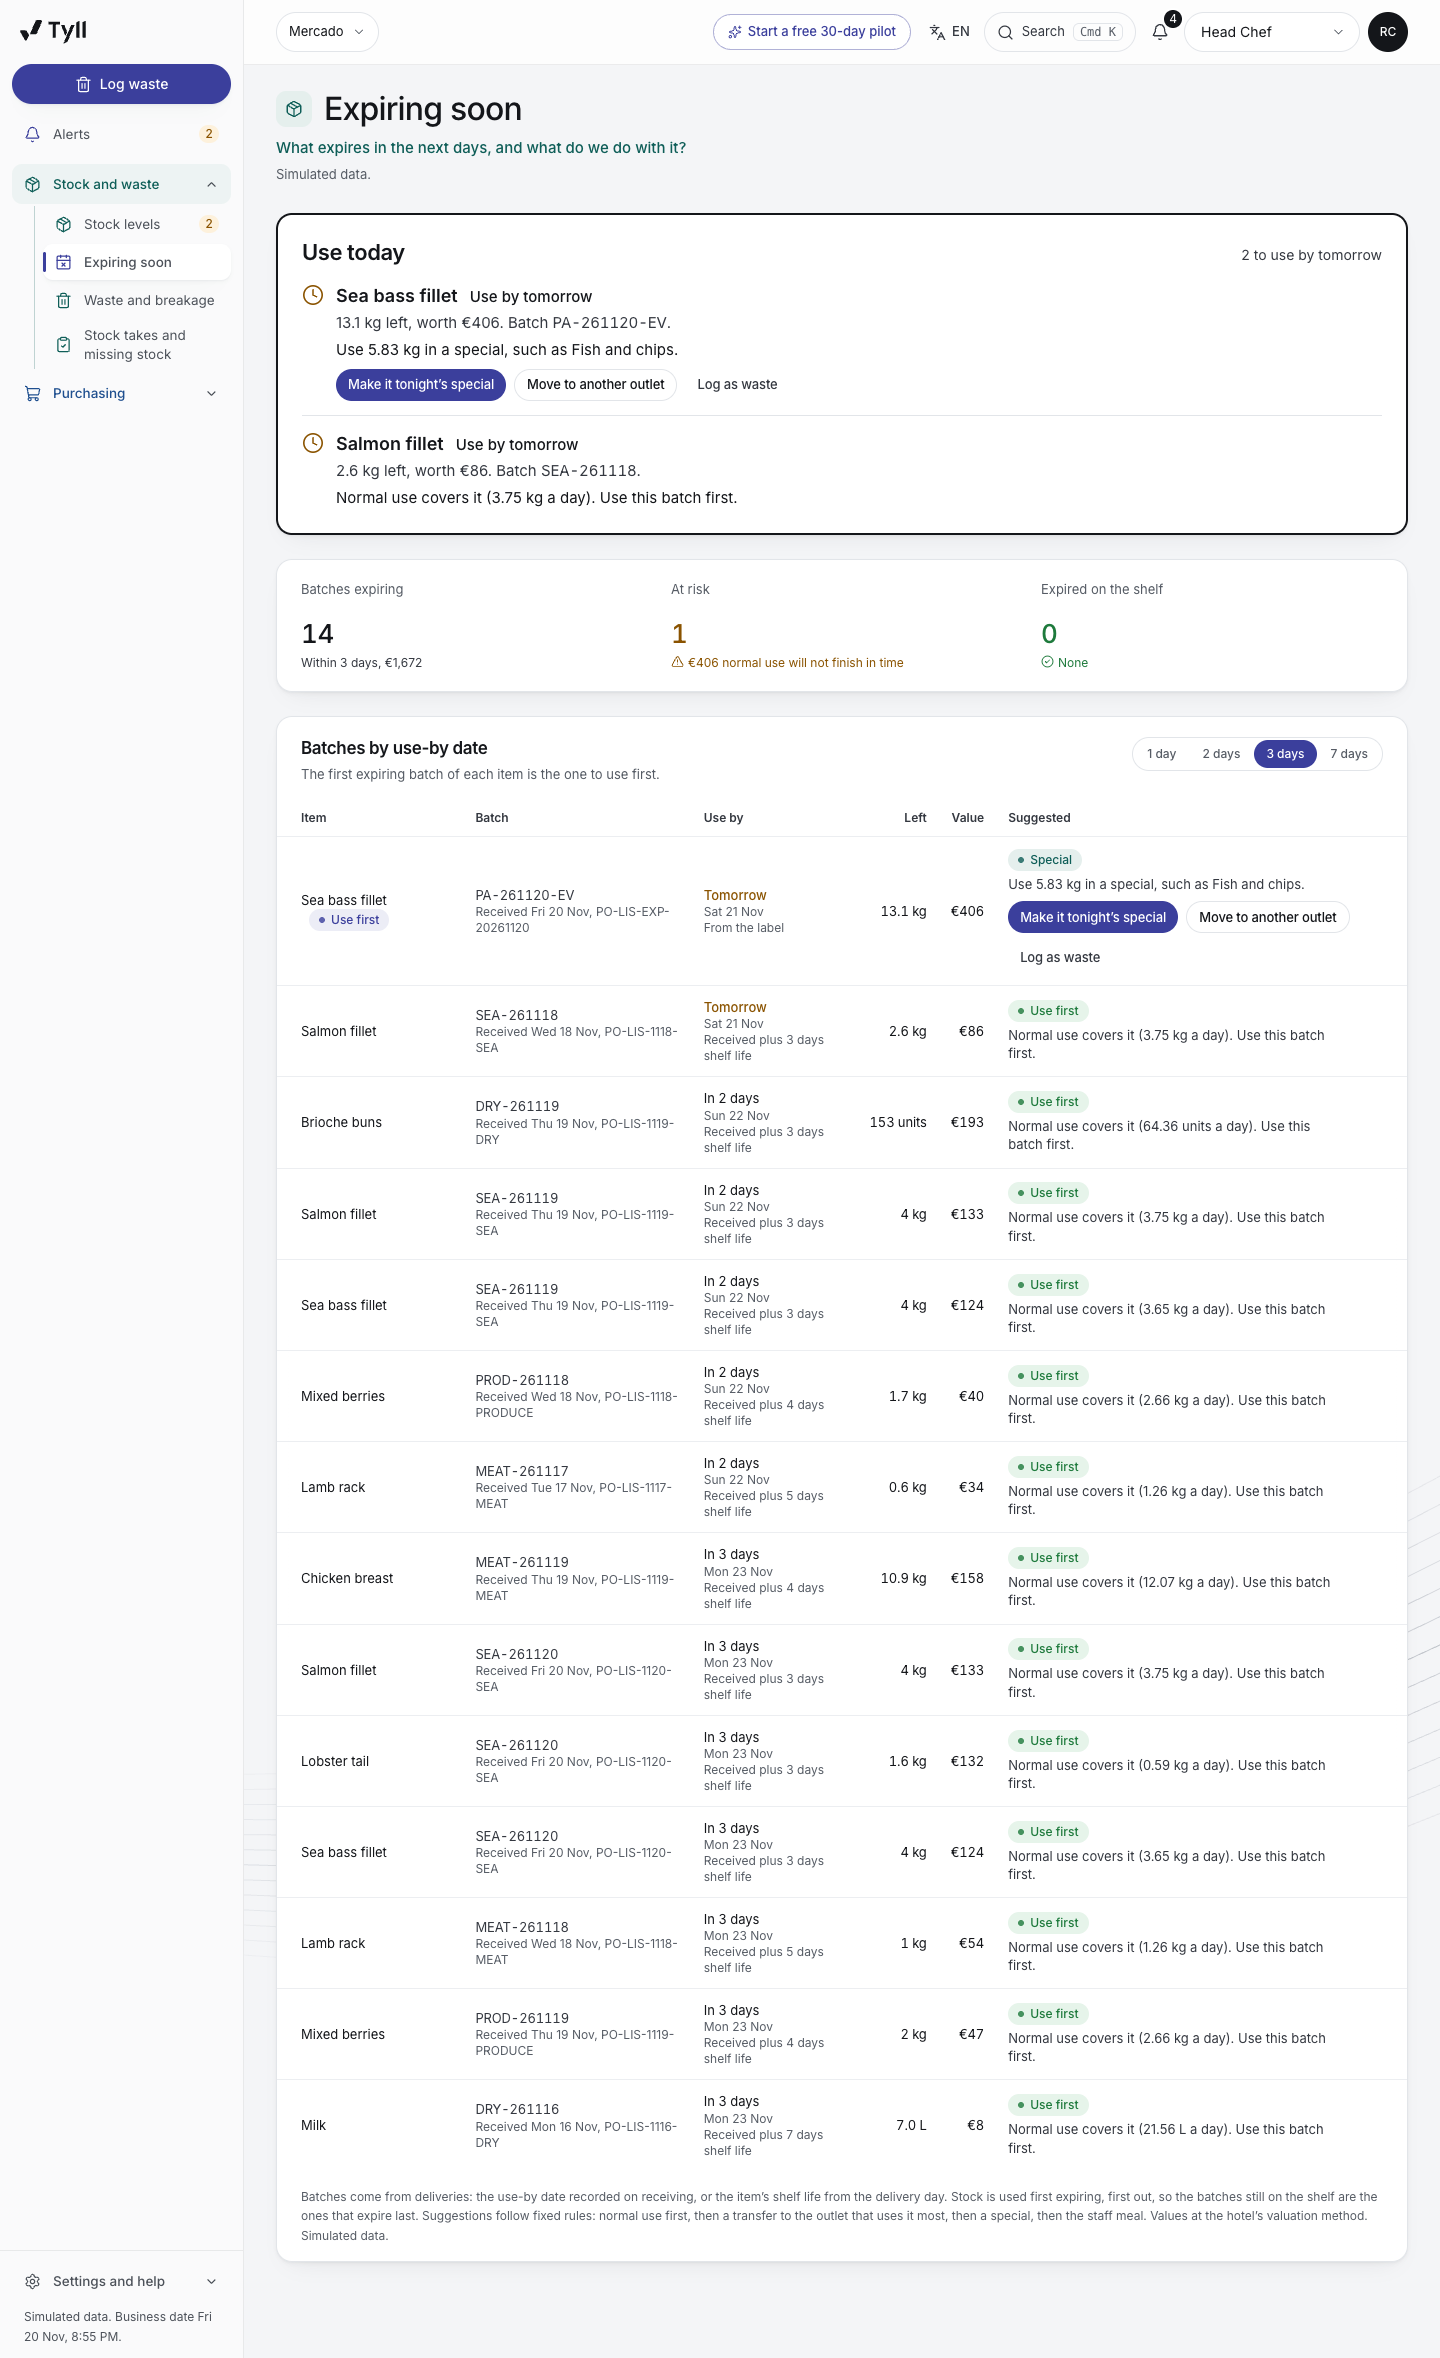 Tyll
Mercado
Start a free 30-day pilot
EN
Search Cmd K
4
Head Chef
RC
Log waste
Alerts 2
Stock and waste
Stock levels 2
Expiring soon
Waste and breakage
Stock takes and
missing stock
Purchasing
Expiring soon
What expires in the next days, and what do we do with it?
Simulated data.
Use today
2 to use by tomorrow
Sea bass fillet Use by tomorrow
13.1 kg left, worth €406. Batch PA-261120-EV.
Use 5.83 kg in a special, such as Fish and chips.
Make it tonight’s special Move to another outlet Log as waste
Salmon fillet Use by tomorrow
2.6 kg left, worth €86. Batch SEA-261118.
Normal use covers it (3.75 kg a day). Use this batch first.
Batches expiring
14
Within 3 days, €1,672
At risk
1
€406 normal use will not finish in time
Expired on the shelf
0
None
Batches by use-by date
The first expiring batch of each item is the one to use first.
1 day 2 days 3 days 7 days
Item Batch Use by Left Value Suggested
Sea bass fillet
Use first
PA-261120-EV
Received Fri 20 Nov, PO-LIS-EXP-
20261120
Tomorrow
Sat 21 Nov
From the label
13.1 kg
€406
Special
Use 5.83 kg in a special, such as Fish and chips.
Make it tonight’s special Move to another outlet
Log as waste
Salmon fillet
SEA-261118
Received Wed 18 Nov, PO-LIS-1118-
SEA
Tomorrow
Sat 21 Nov
Received plus 3 days
shelf life
2.6 kg
€86
Use first
Normal use covers it (3.75 kg a day). Use this batch
first.
Brioche buns
DRY-261119
Received Thu 19 Nov, PO-LIS-1119-
DRY
In 2 days
Sun 22 Nov
Received plus 3 days
shelf life
153 units
€193
Use first
Normal use covers it (64.36 units a day). Use this
batch first.
Salmon fillet
SEA-261119
Received Thu 19 Nov, PO-LIS-1119-
SEA
In 2 days
Sun 22 Nov
Received plus 3 days
shelf life
4 kg
€133
Use first
Normal use covers it (3.75 kg a day). Use this batch
first.
Sea bass fillet
SEA-261119
Received Thu 19 Nov, PO-LIS-1119-
SEA
In 2 days
Sun 22 Nov
Received plus 3 days
shelf life
4 kg
€124
Use first
Normal use covers it (3.65 kg a day). Use this batch
first.
Mixed berries
PROD-261118
Received Wed 18 Nov, PO-LIS-1118-
PRODUCE
In 2 days
Sun 22 Nov
Received plus 4 days
shelf life
1.7 kg
€40
Use first
Normal use covers it (2.66 kg a day). Use this batch
first.
Lamb rack
MEAT-261117
Received Tue 17 Nov, PO-LIS-1117-
MEAT
In 2 days
Sun 22 Nov
Received plus 5 days
shelf life
0.6 kg
€34
Use first
Normal use covers it (1.26 kg a day). Use this batch
first.
Chicken breast
MEAT-261119
Received Thu 19 Nov, PO-LIS-1119-
MEAT
In 3 days
Mon 23 Nov
Received plus 4 days
shelf life
10.9 kg
€158
Use first
Normal use covers it (12.07 kg a day). Use this batch
first.
Salmon fillet
SEA-261120
Received Fri 20 Nov, PO-LIS-1120-
SEA
In 3 days
Mon 23 Nov
Received plus 3 days
shelf life
4 kg
€133
Use first
Normal use covers it (3.75 kg a day). Use this batch
first.
Lobster tail
SEA-261120
Received Fri 20 Nov, PO-LIS-1120-
SEA
In 3 days
Mon 23 Nov
Received plus 3 days
shelf life
1.6 kg
€132
Use first
Normal use covers it (0.59 kg a day). Use this batch
first.
Sea bass fillet
SEA-261120
Received Fri 20 Nov, PO-LIS-1120-
SEA
In 3 days
Mon 23 Nov
Received plus 3 days
shelf life
4 kg
€124
Use first
Normal use covers it (3.65 kg a day). Use this batch
first.
Lamb rack
MEAT-261118
Received Wed 18 Nov, PO-LIS-1118-
MEAT
In 3 days
Mon 23 Nov
Received plus 5 days
shelf life
1 kg
€54
Use first
Normal use covers it (1.26 kg a day). Use this batch
first.
Mixed berries
PROD-261119
Received Thu 19 Nov, PO-LIS-1119-
PRODUCE
In 3 days
Mon 23 Nov
Received plus 4 days
shelf life
2 kg
€47
Use first
Normal use covers it (2.66 kg a day). Use this batch
first.
Milk
DRY-261116
Received Mon 16 Nov, PO-LIS-1116-
DRY
In 3 days
Mon 23 Nov
Received plus 7 days
shelf life
7.0 L
€8
Use first
Normal use covers it (21.56 L a day). Use this batch
first.
Batches come from deliveries: the use-by date recorded on receiving, or the item’s shelf life from the delivery day. Stock is used first expiring, first out, so the batches still on the shelf are the
ones that expire last. Suggestions follow fixed rules: normal use first, then a transfer to the outlet that uses it most, then a special, then the staff meal. Values at the hotel’s valuation method.
Simulated data.
Settings and help
Simulated data. Business date Fri
20 Nov, 8:55 PM.